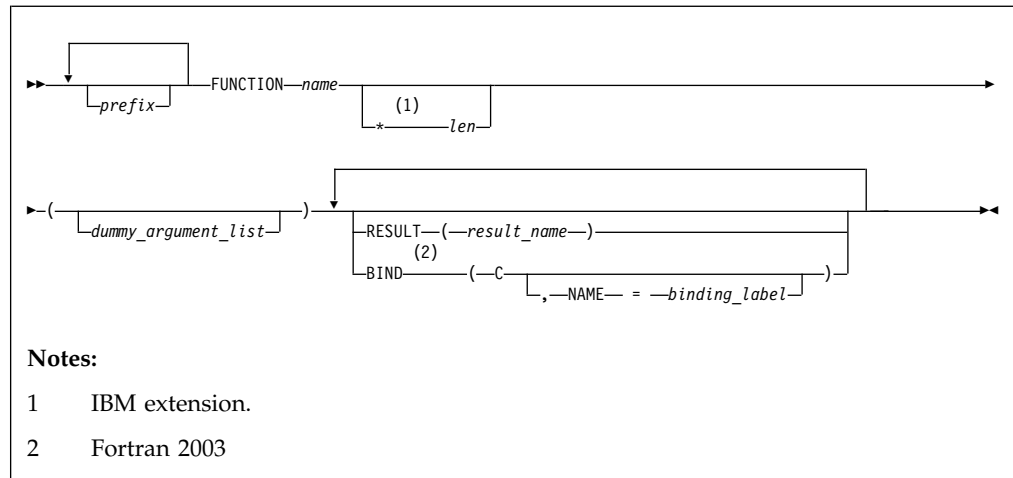 FUNCTION name
prefix
(1)
* len
( )
dummy_argument_list
RESULT ( result_name )
(2)
BIND ( C )
, NAME = binding_label
Notes:
1 IBM extension.
2 Fortran 2003